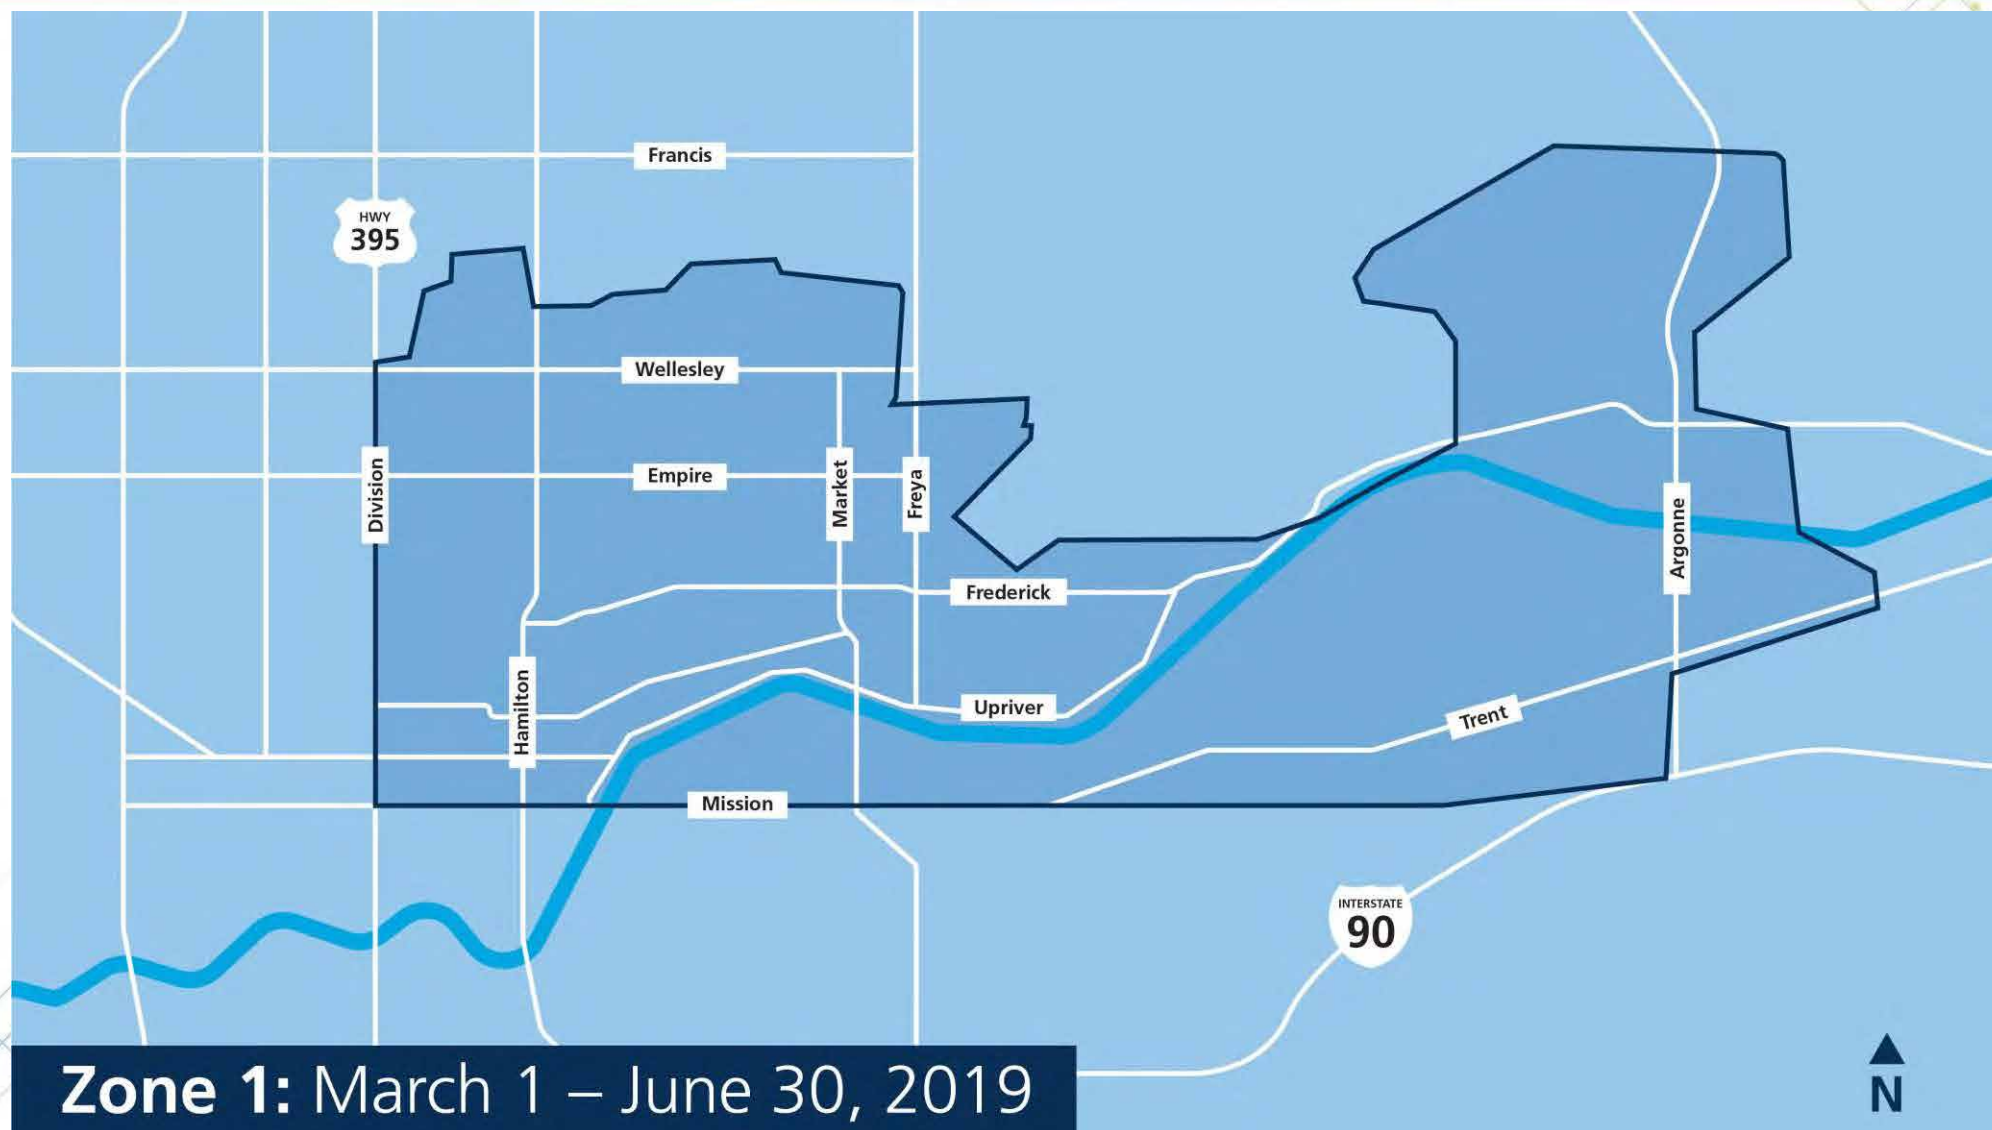 Francis
HWY
395
Wellesley
Empire
Division
Market
Freya
Argonne
Frederick
Hamilton
Upriver
Trent
Mission
INTERSTATE
90
N
Zone 1: March 1 – June 30, 2019